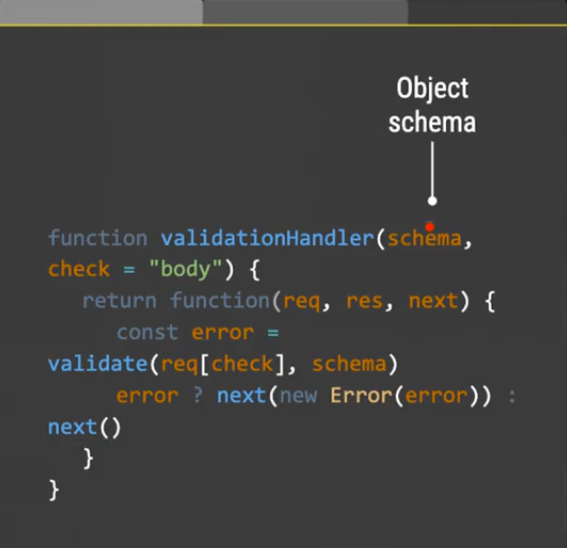 Object
schema
function validationHandler(schema,
check = "body") {
return function(req, res, next) {
const error =
validate(req[check], schema)
error ? next(new Error(error)) :
next()
}
}